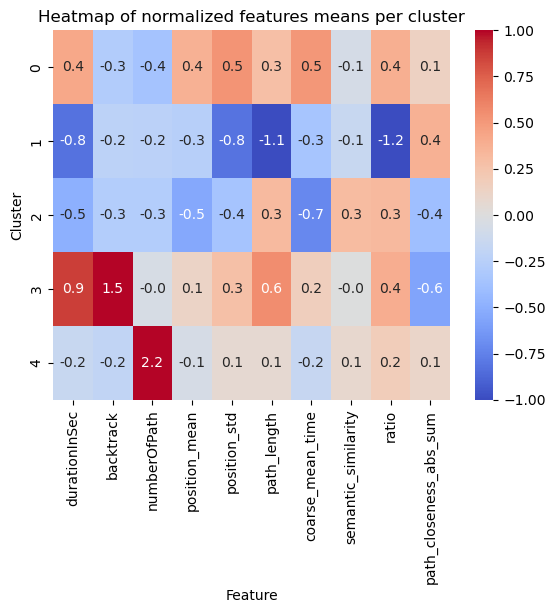 Heatmap of normalized features means per cluster
0.4 -0.3 -0.4 0.4 0.5 0.3 0.5 -0.1 0.4 0.1
-0.8 -0.2 -0.2 -0.3 -0.8 -1.1 -0.3 -0.1 -1.2 0.4
-0.5 -0.3 -0.3 -0.5 -0.4 0.3 -0.7 0.3 0.3 -0.4
0.9 1.5 -0.0 0.1 0.3 0.6 0.2 -0.0 0.4 -0.6
-0.2 -0.2 2.2 -0.1 0.1 0.1 -0.2 0.1 0.2 0.1
0
1
2
3
4
Cluster
durationInSec
backtrack
numberOfPath
position_mean
position_std
path_length
coarse_mean_time
semantic_similarity
ratio
path_closeness_abs_sum
Feature
1.00
0.75
0.50
0.25
0.00
−0.25
−0.50
−0.75
−1.00